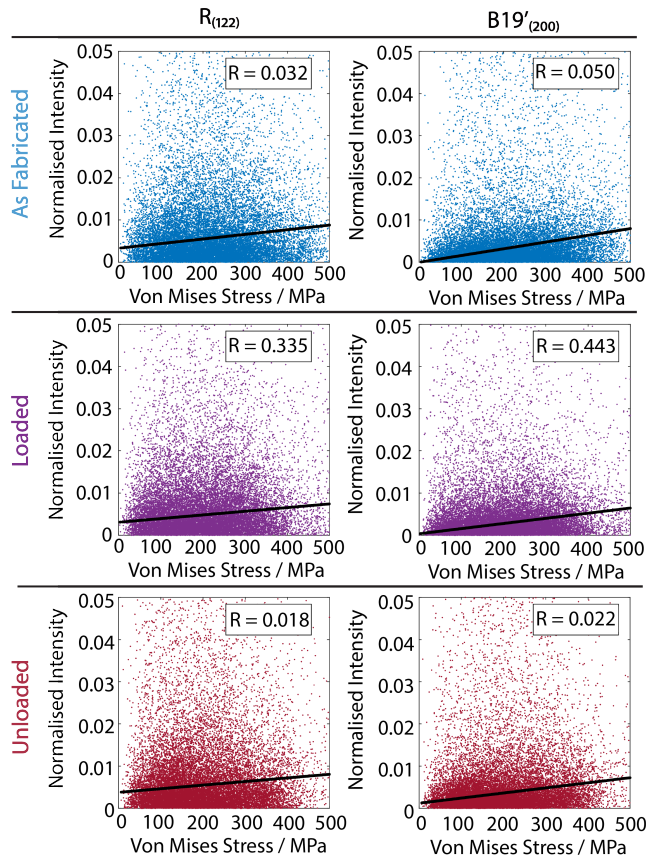 R(122)
B19’(200)
As Fabricated
Normalised Intensity
0.05
0.04
0.03
0.02
0.001
0
R = 0.032
0 100 200 300 400 500
Von Mises Stress / MPa
Normalised Intensity
0.05
0.04
0.03
0.02
0.001
0
R = 0.050
0 100 200 300 400 500
Von Mises Stress / MPa
Loaded
Normalised Intensity
0.05
0.04
0.03
0.02
0.001
0
R = 0.335
0 100 200 300 400 500
Von Mises Stress / MPa
Normalised Intensity
0.05
0.04
0.03
0.02
0.001
0
R = 0.443
0 100 200 300 400 500
Von Mises Stress / MPa
Unloaded
Normalised Intensity
0.05
0.04
0.03
0.02
0.001
0
R = 0.018
0 100 200 300 400 500
Von Mises Stress / MPa
Normalised Intensity
0.05
0.04
0.03
0.02
0.001
0
R = 0.022
0 100 200 300 400 500
Von Mises Stress / MPa